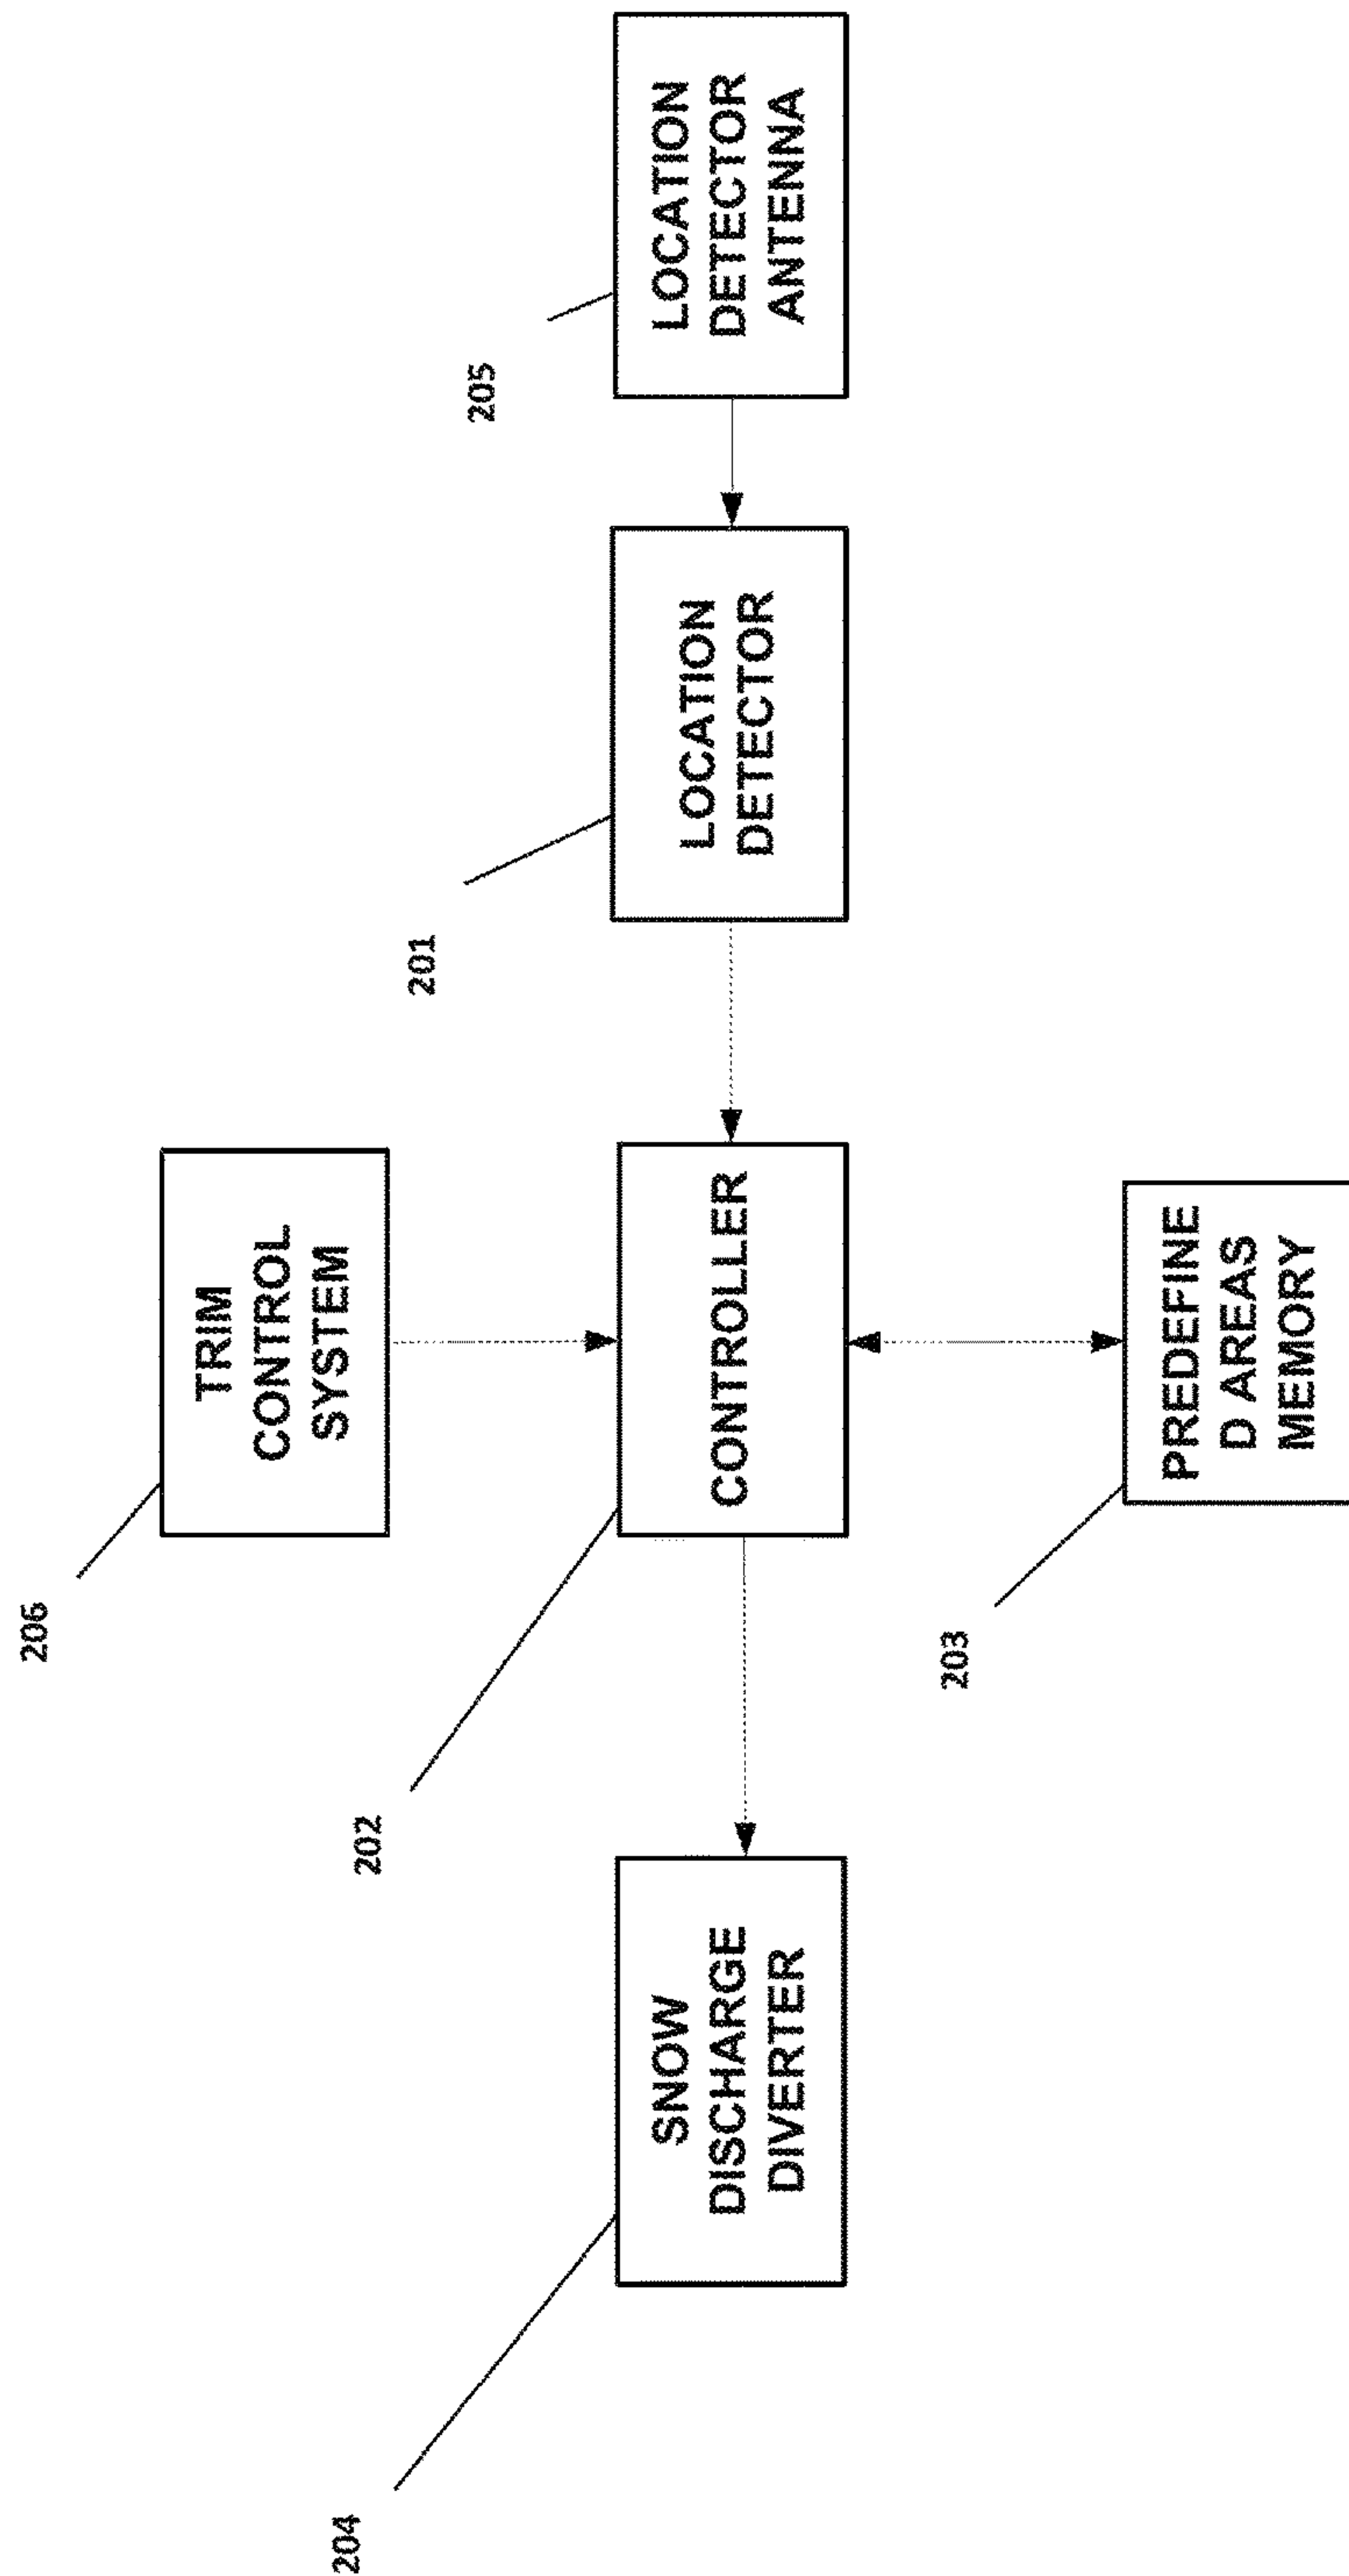 206
TRIM
CONTROL
SYSTEM
204
SNOW
DISCHARGE
DIVERTER
202
CONTROLLER
201
LOCATION
DETECTOR
205
LOCATION
DETECTOR
ANTENNA
203
PREDEFINE
D AREAS
MEMORY